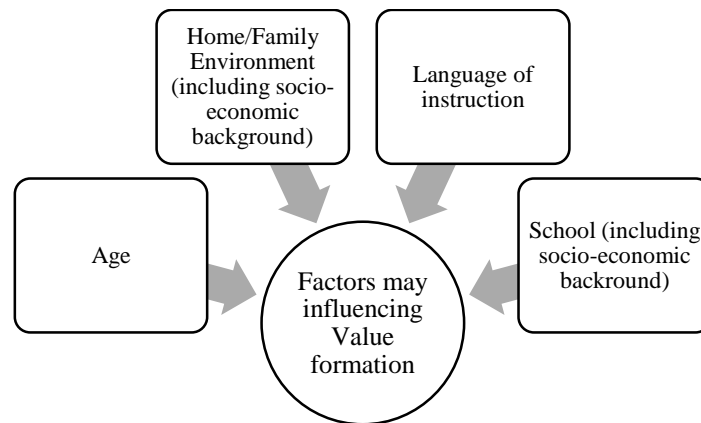 Home/Family
Environment
(including socio-
economic
background)
Language of
instruction
Age
School (including
socio-economic
backround)
Factors may
influencing
Value
formation